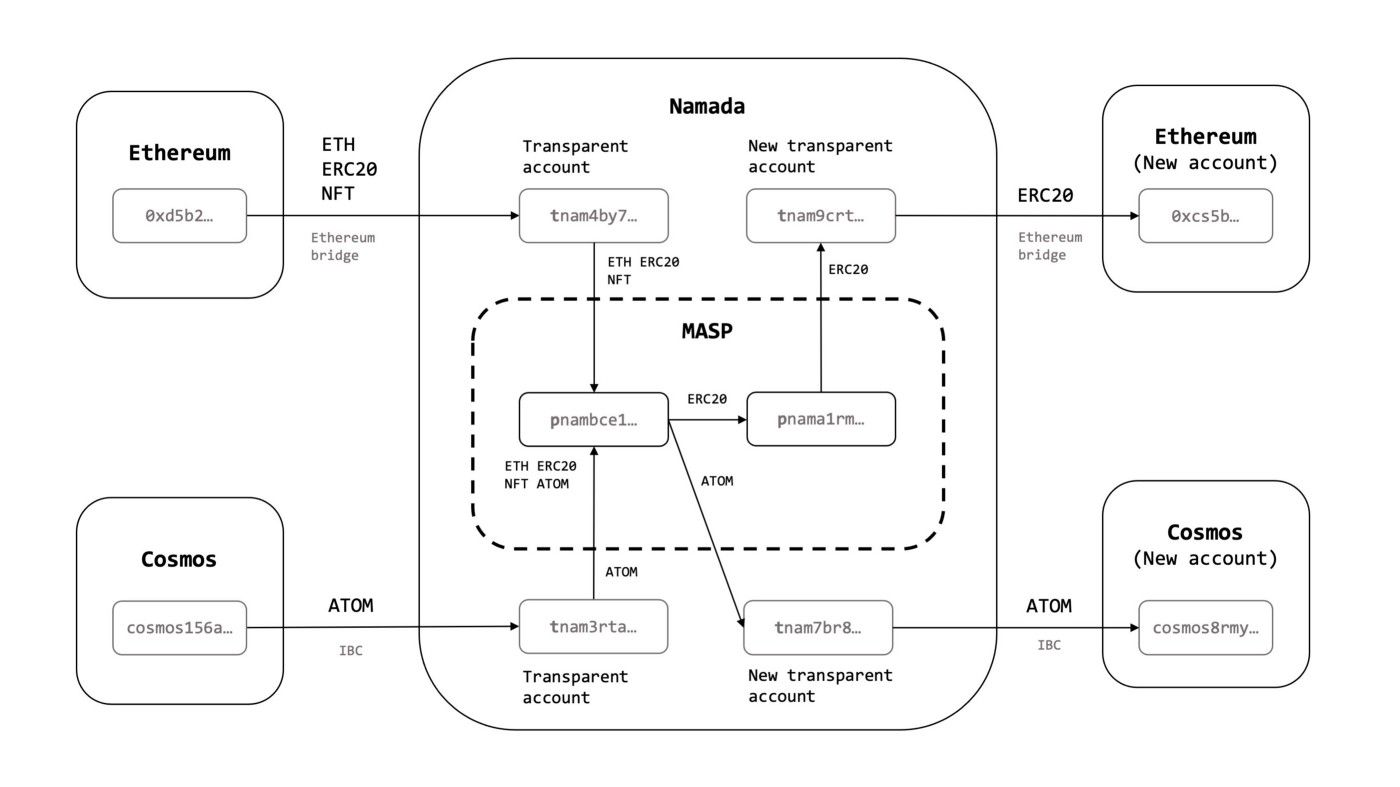 Namada
Ethereum
0xd5b2…
ETH
ERC20
NFT
Ethereum
bridge
Transparent
account
tnam4by7…
New transparent
account
tnam9crt…
ERC20
Ethereum
bridge
Ethereum
(New account)
0xcs5b…
ETH ERC20
NFT
ERC20
MASP
pnambce1…
ERC20
pnama1rm…
ETH ERC20
NFT ATOM
ATOM
Cosmos
cosmos156a…
ATOM
IBC
ATOM
tnam3rta…
Transparent
account
tnam7br8…
New transparent
account
ATOM
IBC
Cosmos
(New account)
cosmos8rmy…